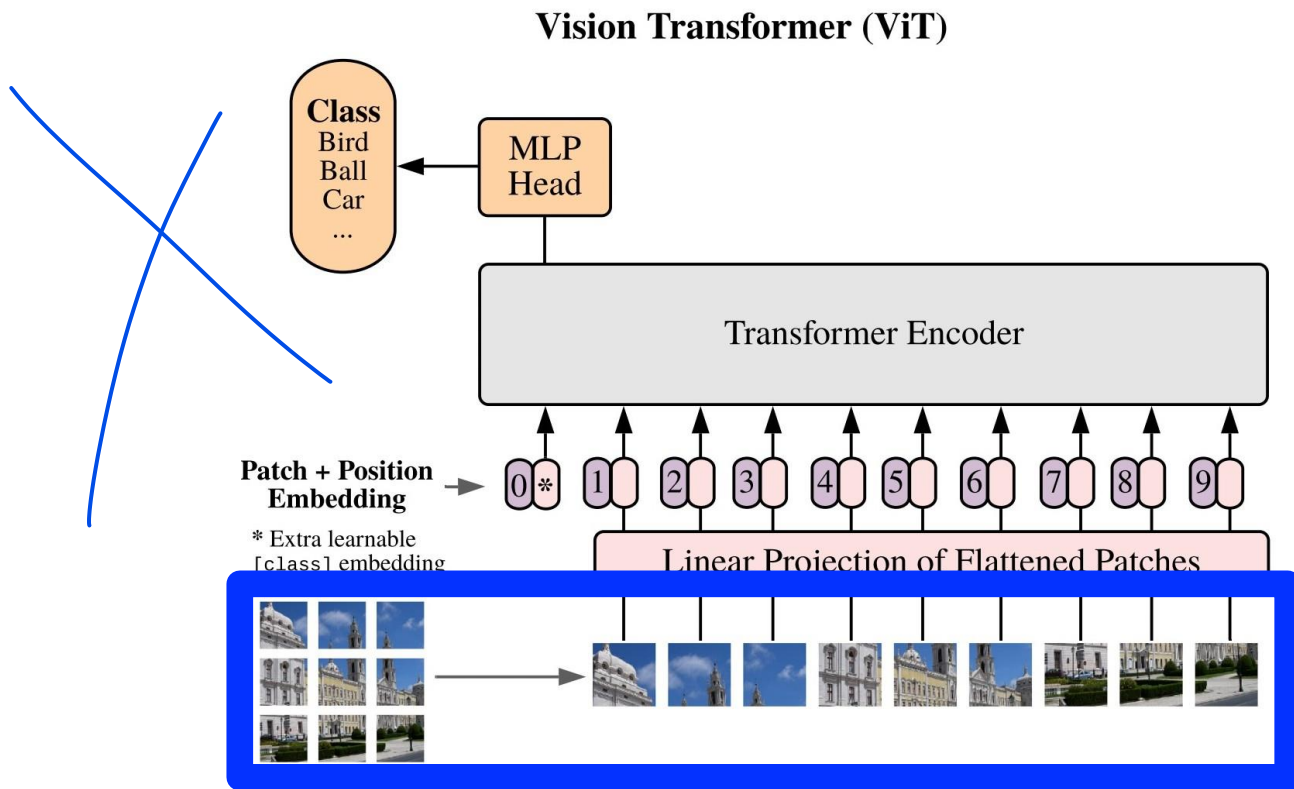 Vision Transformer (ViT)
Class
Bird
Ball
Car
...
MLP
Head
Transformer Encoder
Patch + Position
Embedding
0 * 1 2 3 4 5 6 7 8 9
* Extra learnable
[class] embedding
Linear Projection of Flattened Patches